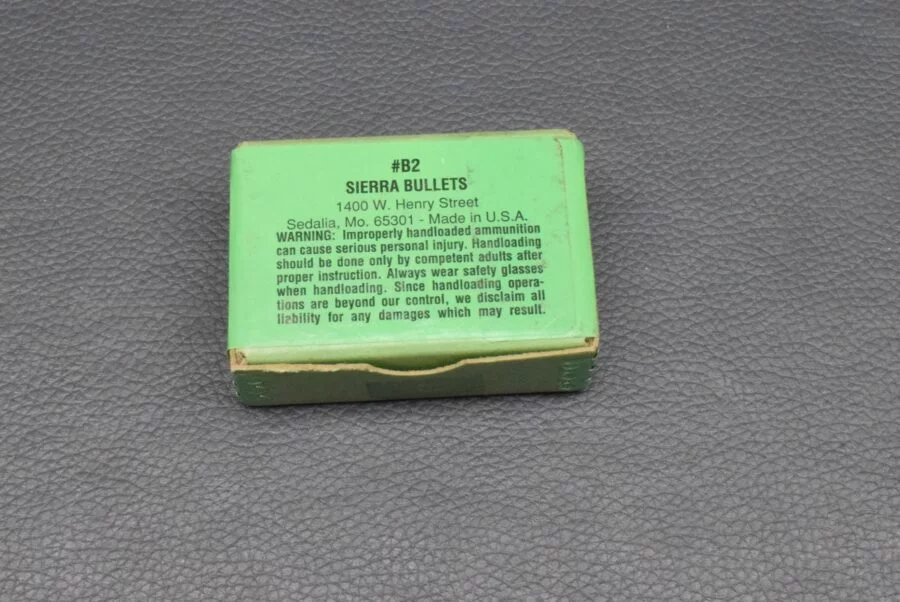 #B2
SIERRA BULLETS
1400 W. Henry Street
Sedalia, Mo. 65301 - Made in U.S.A.
WARNING: Improperly handloaded ammunition
can cause serious personal injury. Handloading
should be done only by competent adults after
proper instruction. Always wear safety glasses
when handloading. Since handloading opera-
tions are beyond our control, we disclaim all
liability for any damages which may result.